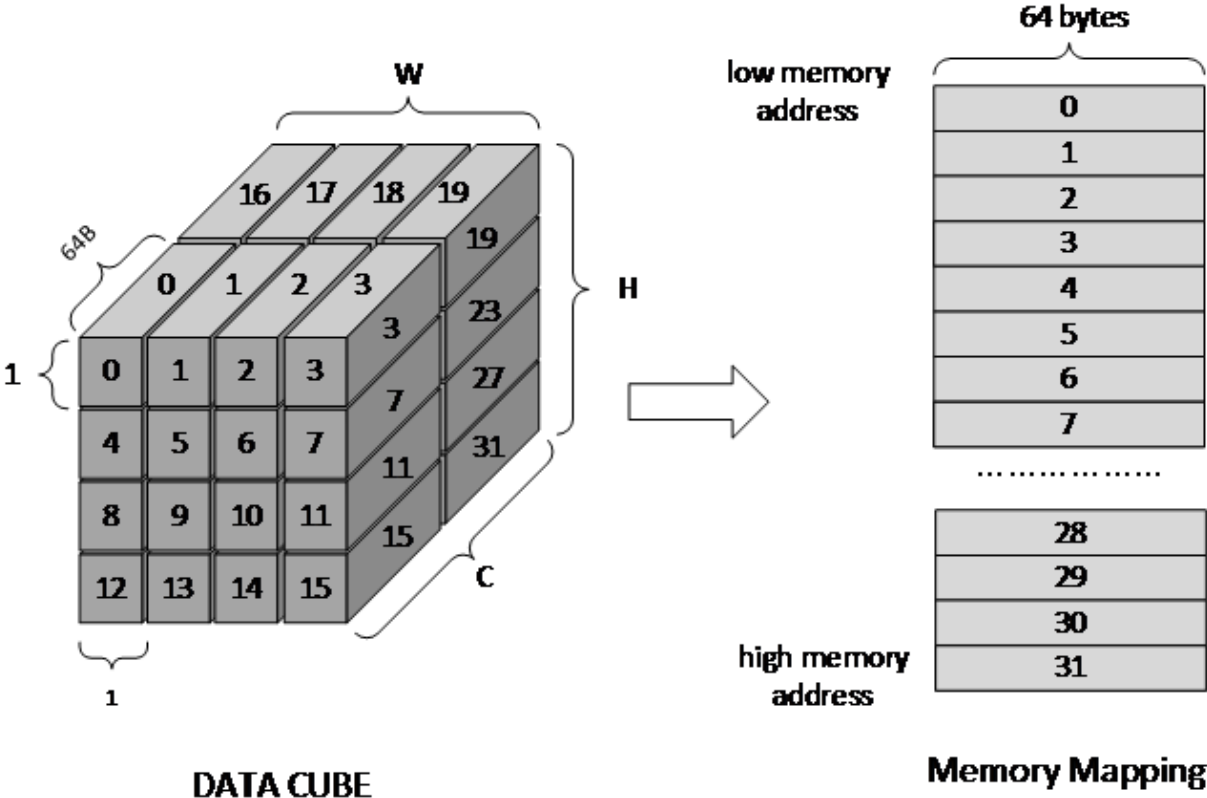 64 bytes
low memory
address
W
H
C
64B
1
1
16 17 18 19
0 1 2 3
19
23
27
31
3
7
11
15
0 1 2 3
4 5 6 7
8 9 10 11
12 13 14 15
0
1
2
3
4
5
6
7
………………
28
29
30
31
high memory
address
DATA CUBE
Memory Mapping